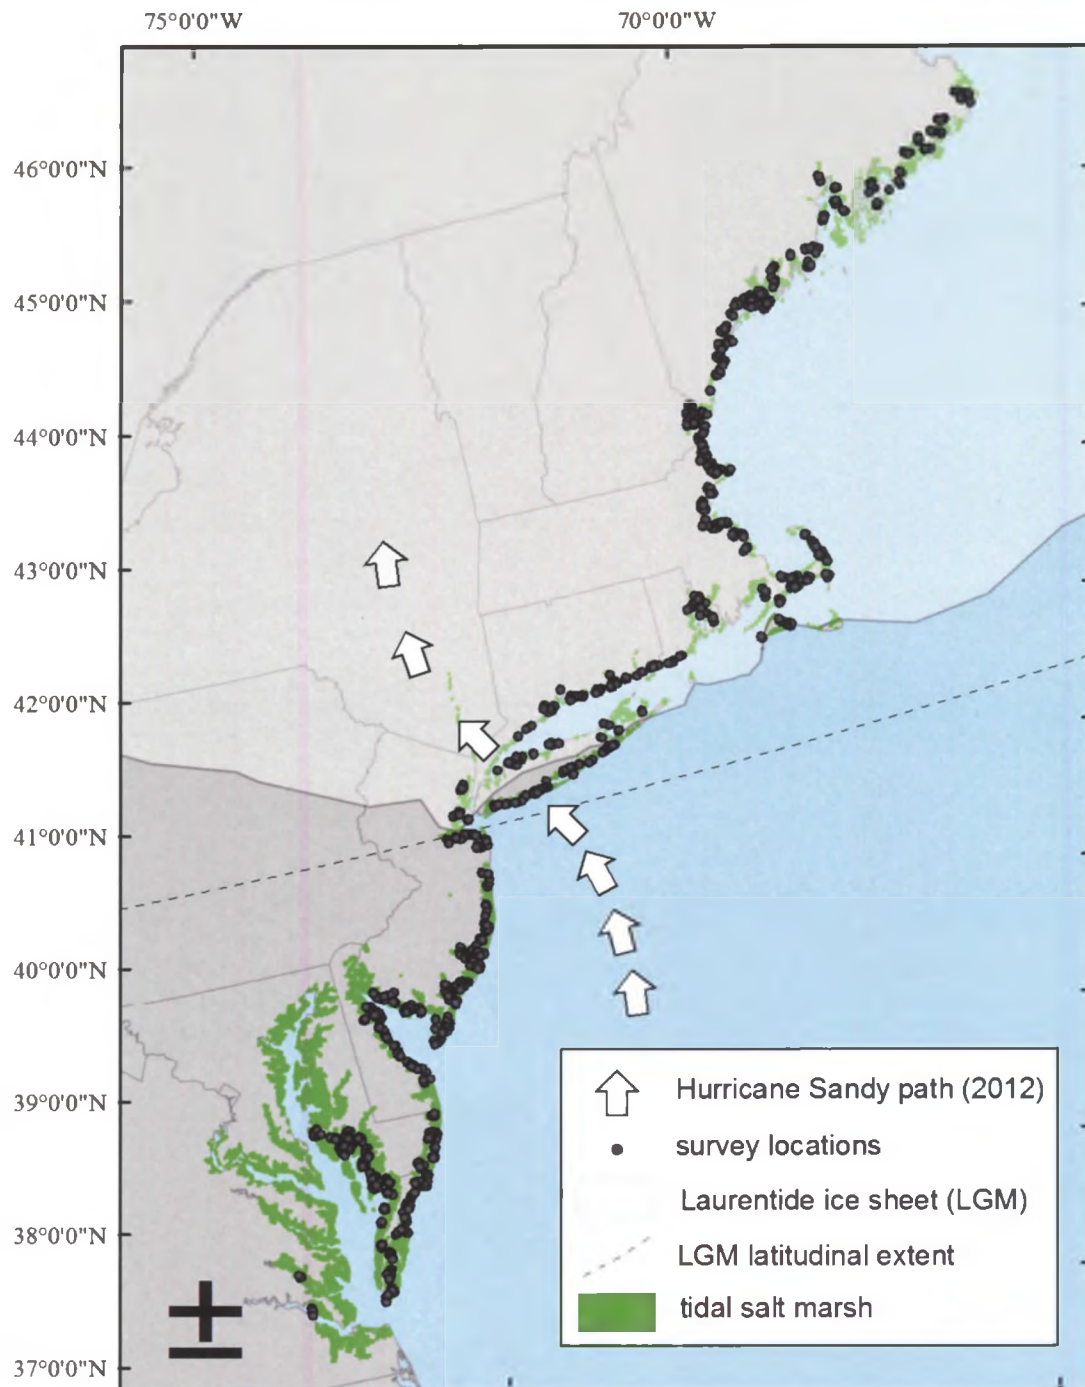 75°0'0"W 70°0'0"W
46°0'0"N
45°0'0"N
44°0'0"N
43°0'0"N
42°0'0"N
41°0'0"N
40°0'0"N
39°0'0"N
38°0'0"N
37°0'0"N
Hurricane Sandy path (2012)
survey locations
Laurentide ice sheet (LGM)
LGM latitudinal extent
tidal salt marsh